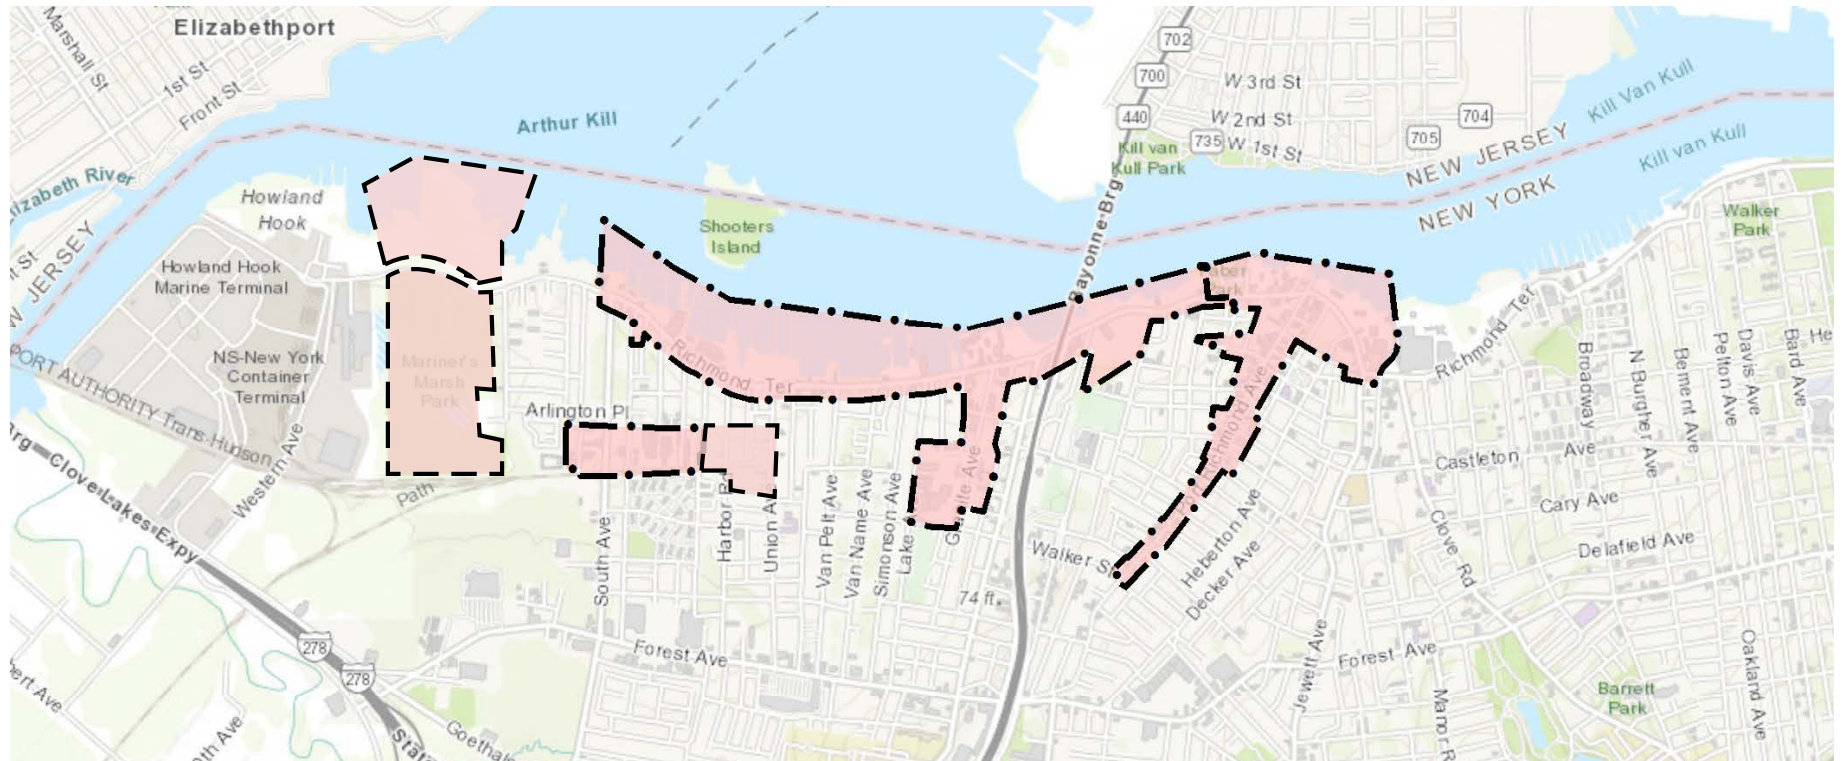 Elizabethport
Marshall St
1st St
Front St
Arthur Kill
702
700
440
W 3rd St
W 2nd St
735
W 1st St
704
705
Kill van
Kull Park
Kill Van Kull
Kill van Kull
NEW JERSEY
NEW YORK
Elizabeth River
JERSEY
Howland
Hook
Shooters
Island
Bayonne Brg
Walker
Park
Howland Hook
Marine Terminal
NS-New York
Container
Terminal
PORT AUTHORITY Trans-Hudson
Mariner's
Marsh
Park
Richmond Ter
Richmond Ter
Arlington Pl
Path
Western Ave
Clove Lakes Expy
South Ave
Harbor
Union
Van Pelt Ave
Van Name Ave
Simonson Ave
Lake
Walker S
Heberton Ave
Decker Ave
74 ft.
Forest Ave
Forest Ave
Jewett Ave
Clove Rd
Castleton
Ave
Cary Ave
Delafield Ave
Broadway
N Burgher Ave
Bement Ave
Pelton Ave
Davis Ave
Bard Ave
He
278
278
Goethals
Barrett
Park
Oakland Ave
Manor R